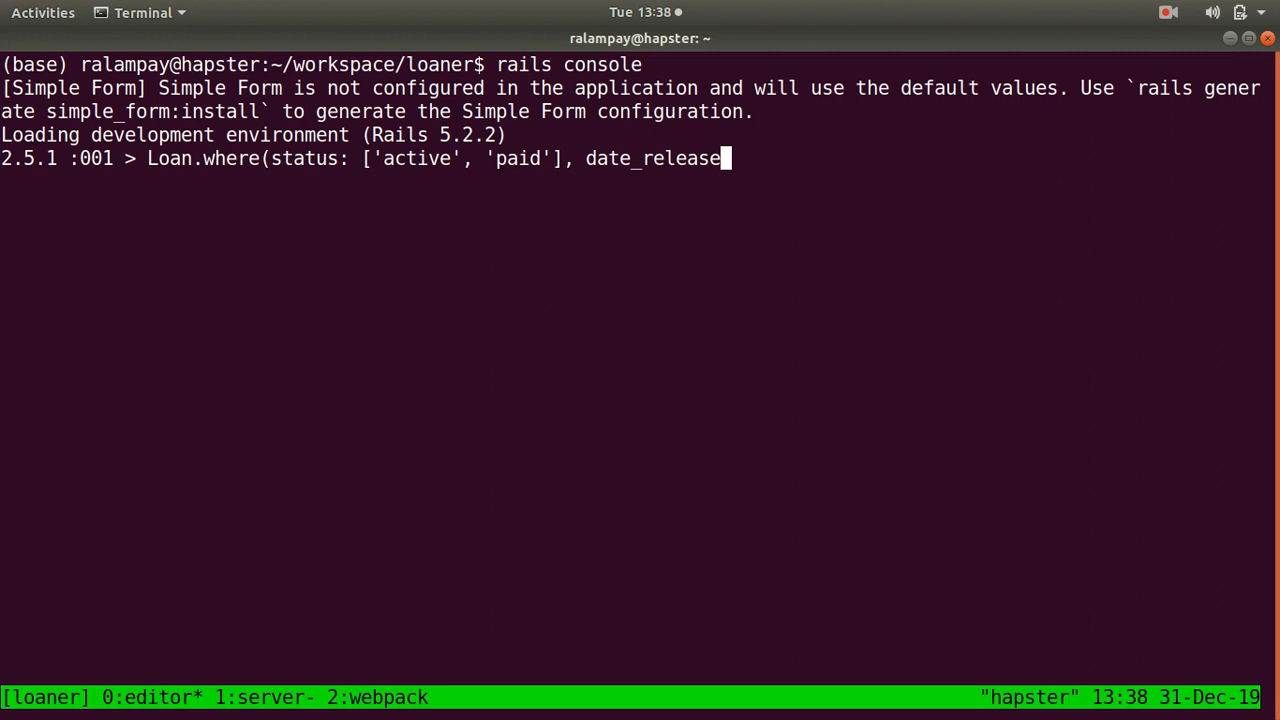 Activities Terminal Tue 13:38
ralampay@hapster: ~
(base) ralampay@hapster:~/workspace/loaner$ rails console
[Simple Form] Simple Form is not configured in the application and will use the default values. Use `rails gener
ate simple_form:install` to generate the Simple Form configuration.
Loading development environment (Rails 5.2.2)
2.5.1 :001 > Loan.where(status: ['active', 'paid'], date_release
[loaner] 0:editor* 1:server- 2:webpack "hapster" 13:38 31-Dec-19